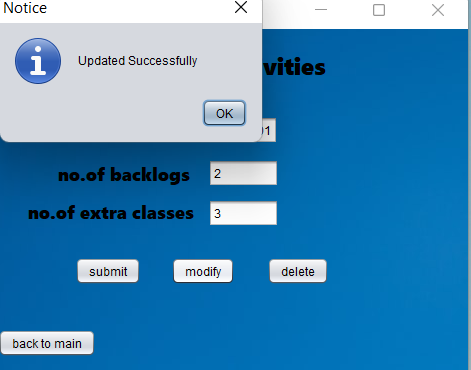 Notice
Updated Successfully
OK
no.of backlogs 2
no.of extra classes 3
submit modify delete
back to main